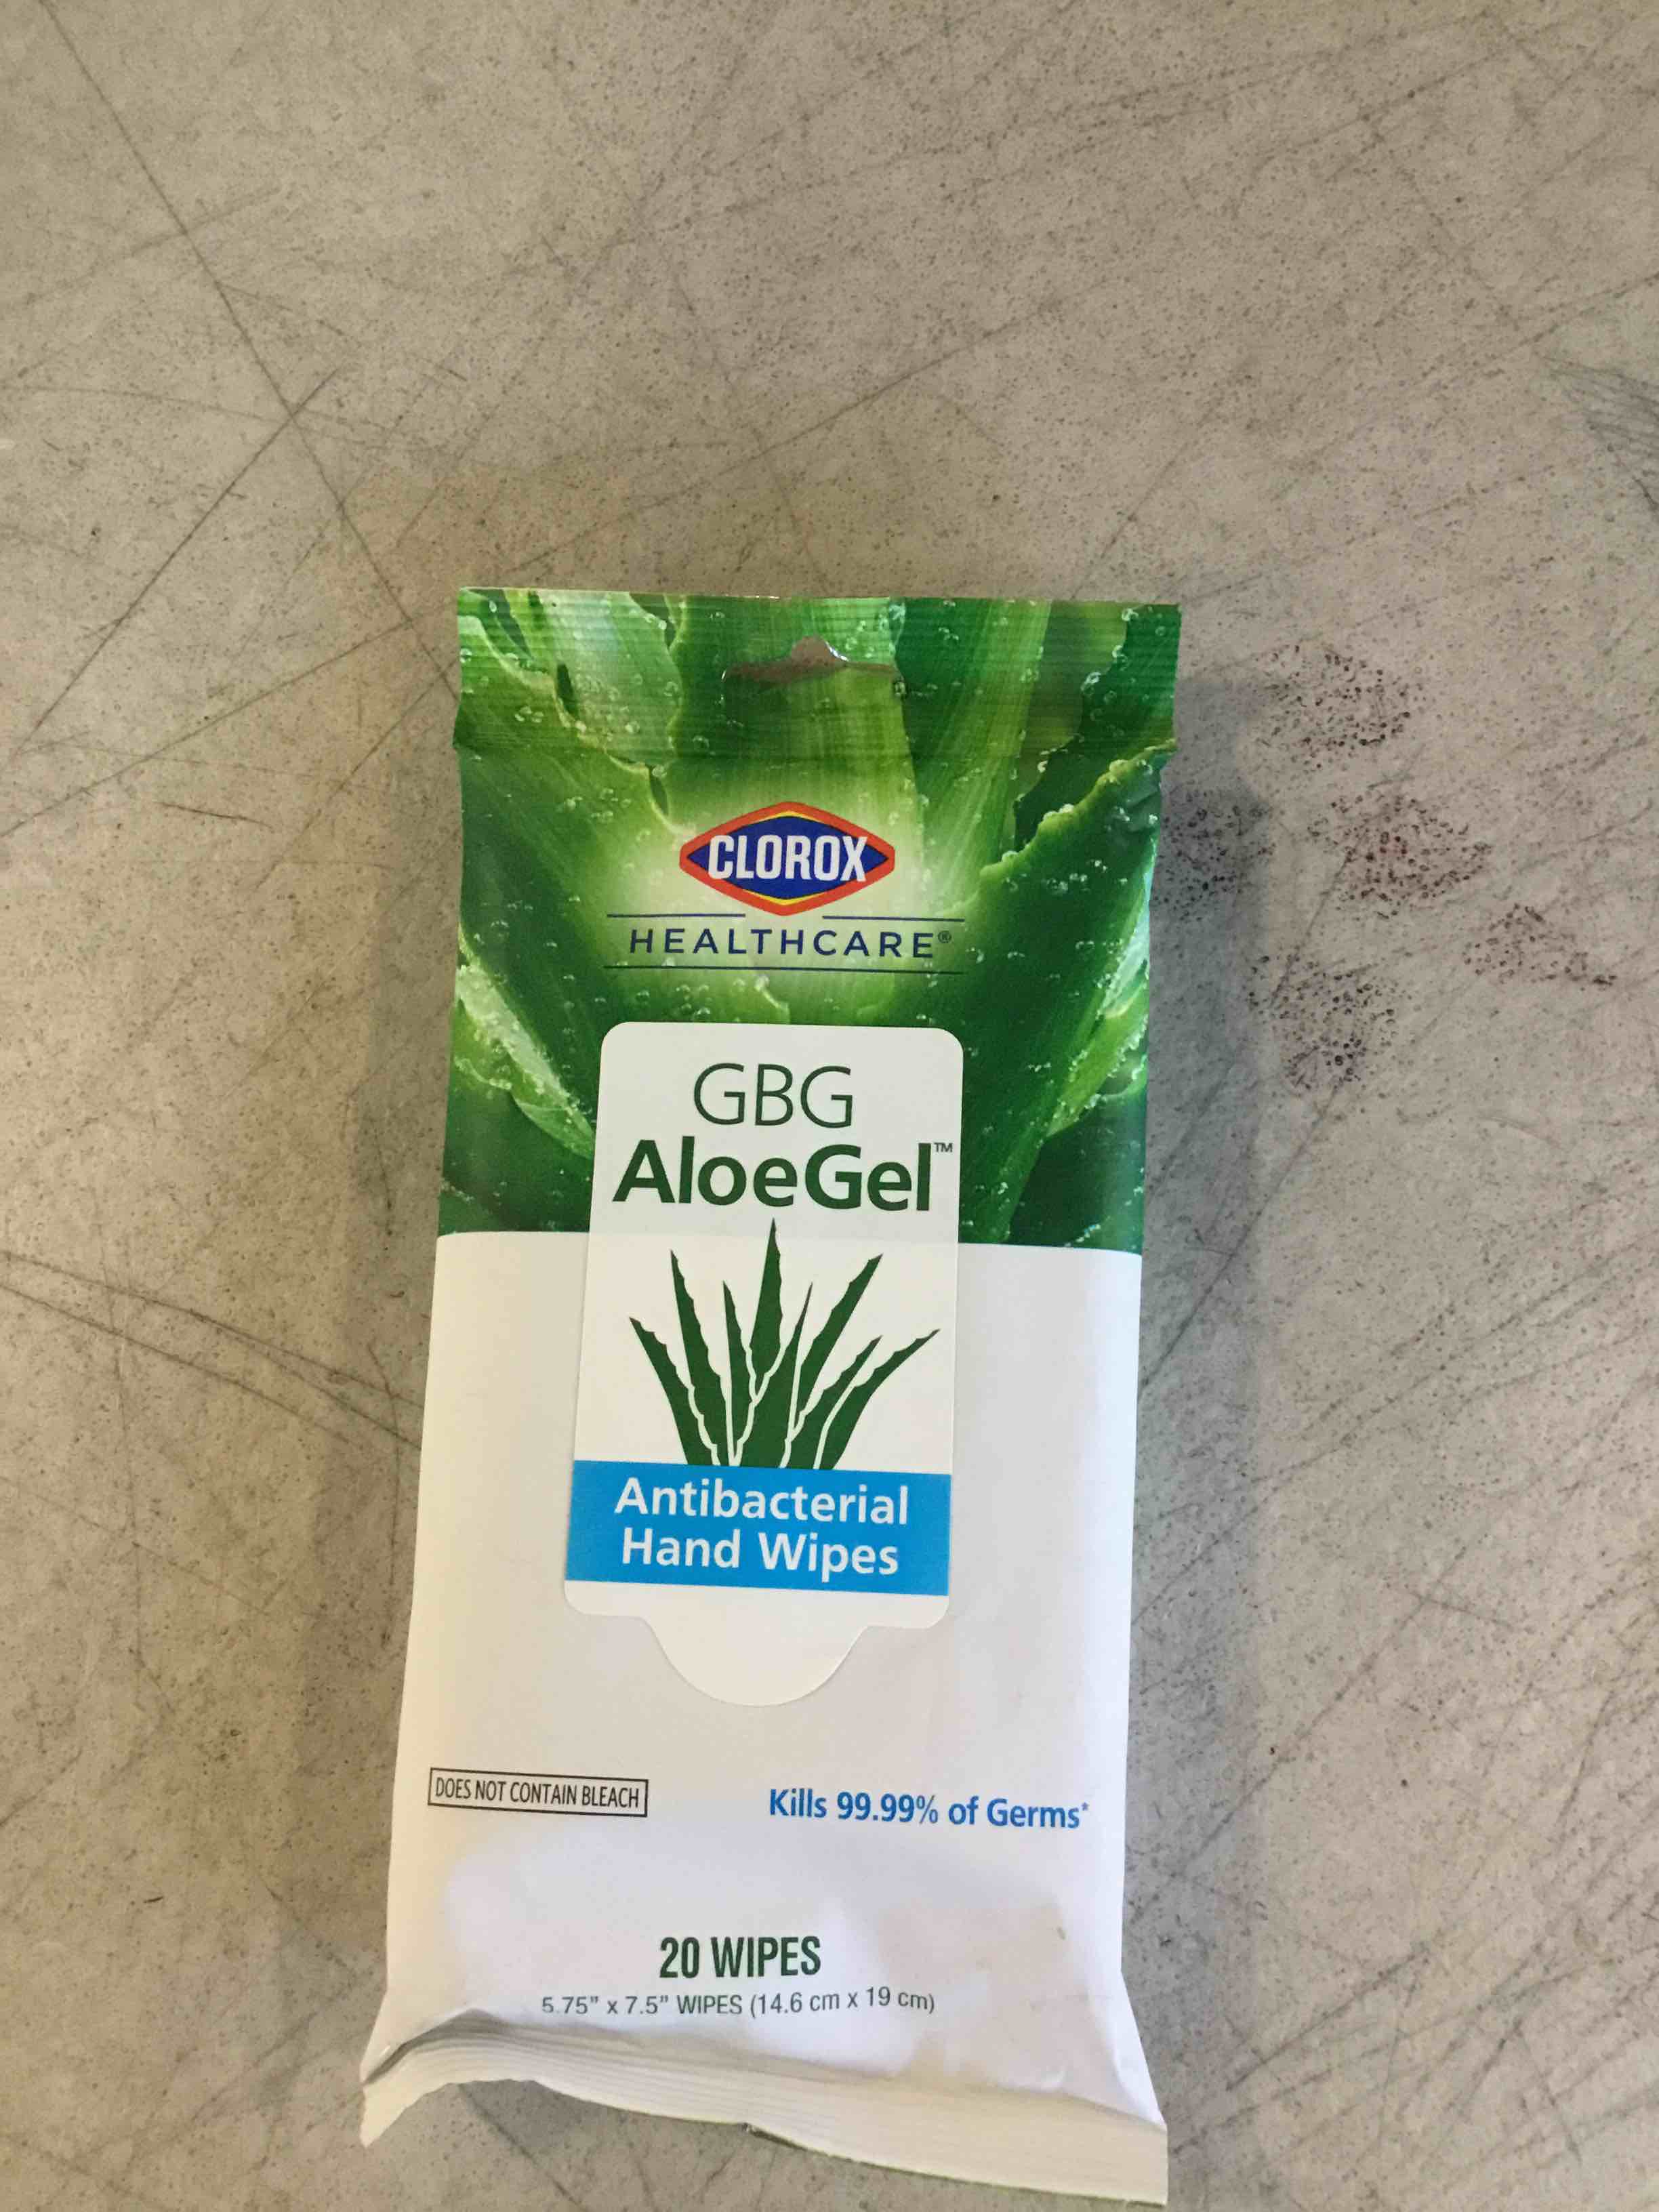 CLOROX
HEALTHCARE®
GBG
AloeGel™
Antibacterial
Hand Wipes
DOES NOT CONTAIN BLEACH
Kills 99.99% of Germs*
20 WIPES
5.75" x 7.5" WIPES (14.6 cm x 19 cm)